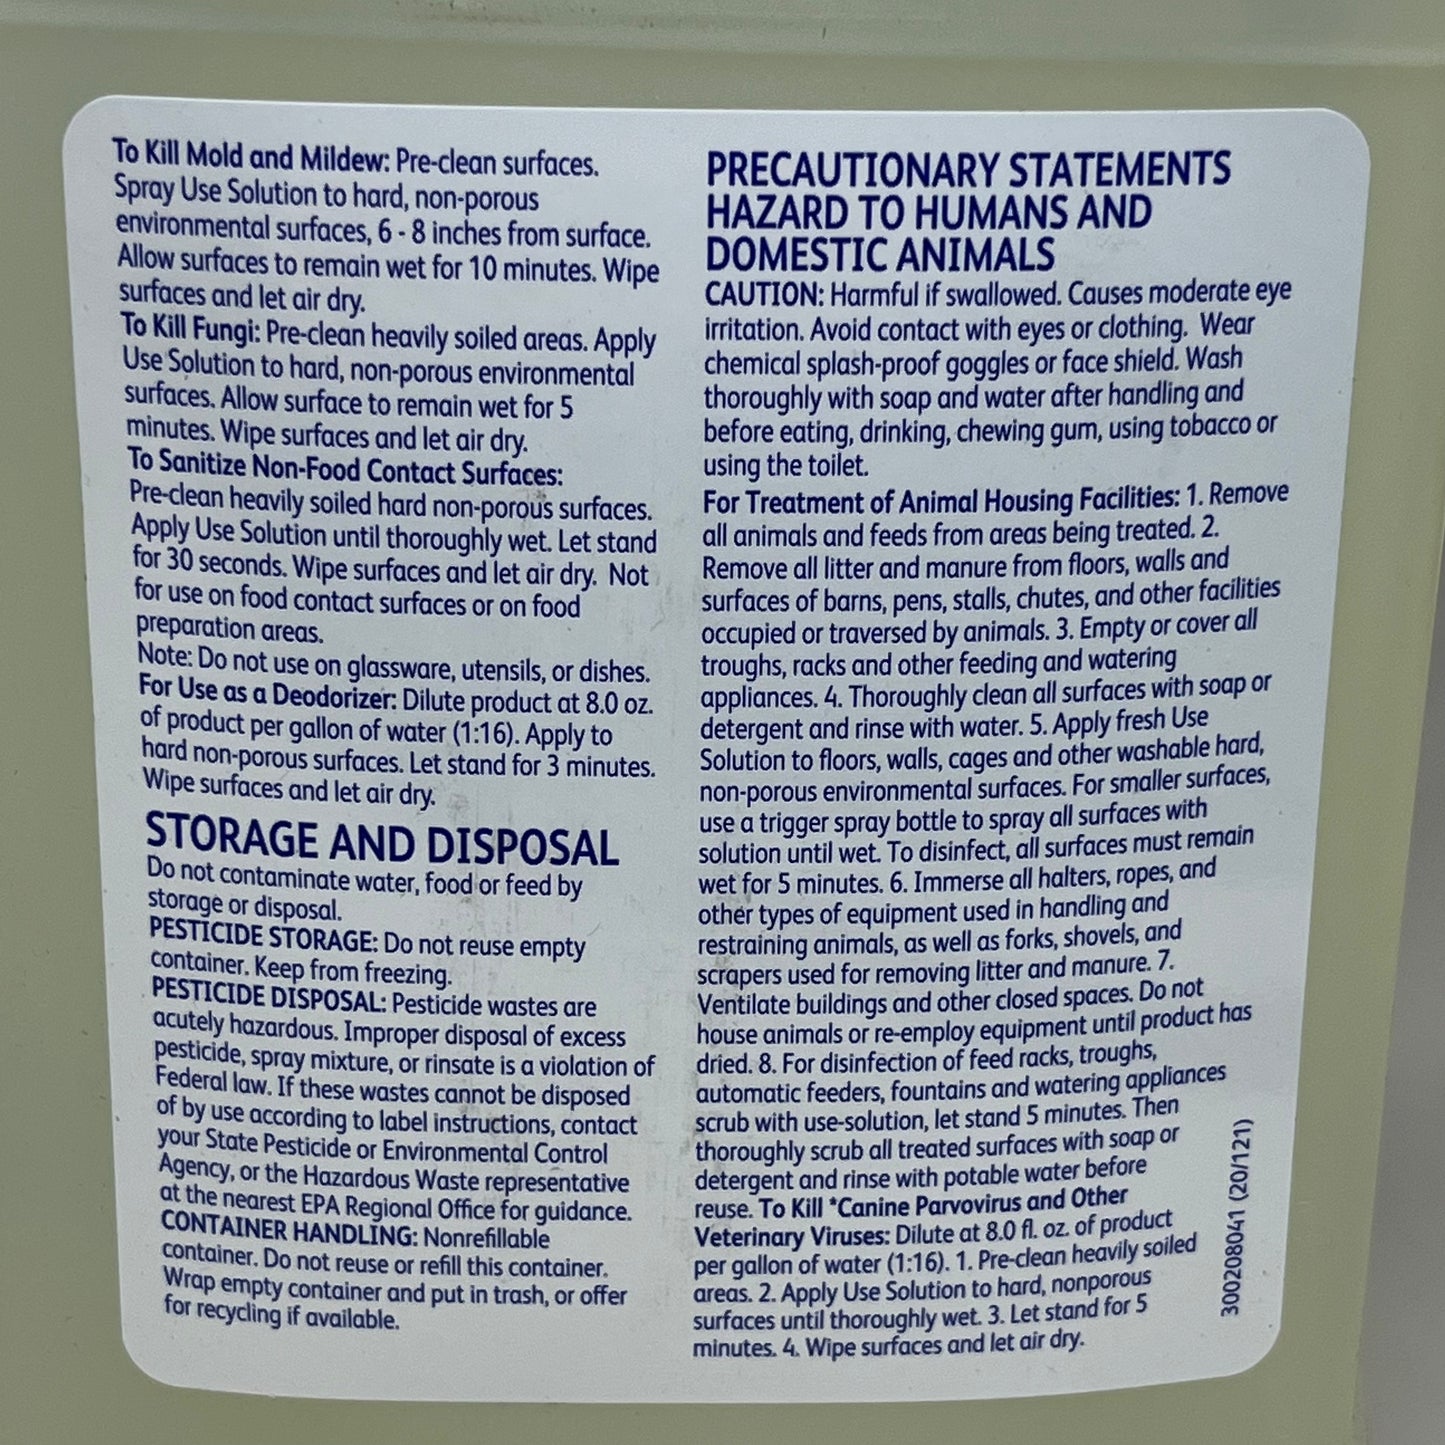 To Kill Mold and Mildew: Pre-clean surfaces.
Spray Use Solution to hard, non-porous
environmental surfaces, 6 - 8 inches from surface.
Allow surfaces to remain wet for 10 minutes. Wipe
surfaces and let air dry.
To Kill Fungi: Pre-clean heavily soiled areas. Apply
Use Solution to hard, non-porous environmental
surfaces. Allow surface to remain wet for 5
minutes. Wipe surfaces and let air dry.
To Sanitize Non-Food Contact Surfaces:
Pre-clean heavily soiled hard non-porous surfaces.
Apply Use Solution until thoroughly wet. Let stand
for 30 seconds. Wipe surfaces and let air dry. Not
for use on food contact surfaces or on food
preparation areas.
Note: Do not use on glassware, utensils, or dishes.
For Use as a Deodorizer: Dilute product at 8.0 oz.
of product per gallon of water (1:16). Apply to
hard non-porous surfaces. Let stand for 3 minutes.
Wipe surfaces and let air dry.
STORAGE AND DISPOSAL
Do not contaminate water, food or feed by
storage or disposal.
PESTICIDE STORAGE: Do not reuse empty
container. Keep from freezing.
PESTICIDE DISPOSAL: Pesticide wastes are
acutely hazardous. Improper disposal of excess
pesticide, spray mixture, or rinsate is a violation of
Federal law. If these wastes cannot be disposed
of by use according to label instructions, contact
your State Pesticide or Environmental Control
Agency, or the Hazardous Waste representative
at the nearest EPA Regional Office for guidance.
CONTAINER HANDLING: Nonrefillable
container. Do not reuse or refill this container.
Wrap empty container and put in trash, or offer
for recycling if available.
PRECAUTIONARY STATEMENTS
HAZARD TO HUMANS AND
DOMESTIC ANIMALS
CAUTION: Harmful if swallowed. Causes moderate eye
irritation. Avoid contact with eyes or clothing. Wear
chemical splash-proof goggles or face shield. Wash
thoroughly with soap and water after handling and
before eating, drinking, chewing gum, using tobacco or
using the toilet.
For Treatment of Animal Housing Facilities: 1. Remove
all animals and feeds from areas being treated. 2.
Remove all litter and manure from floors, walls and
surfaces of barns, pens, stalls, chutes, and other facilities
occupied or traversed by animals. 3. Empty or cover all
troughs, racks and other feeding and watering
appliances. 4. Thoroughly clean all surfaces with soap or
detergent and rinse with water. 5. Apply fresh Use
Solution to floors, walls, cages and other washable hard,
non-porous environmental surfaces. For smaller surfaces,
use a trigger spray bottle to spray all surfaces with
solution until wet. To disinfect, all surfaces must remain
wet for 5 minutes. 6. Immerse all halters, ropes, and
other types of equipment used in handling and
restraining animals, as well as forks, shovels, and
scrapers used for removing litter and manure. 7.
Ventilate buildings and other closed spaces. Do not
house animals or re-employ equipment until product has
dried. 8. For disinfection of feed racks, troughs,
automatic feeders, fountains and watering appliances
scrub with use-solution, let stand 5 minutes. Then
thoroughly scrub all treated surfaces with soap or
detergent and rinse with potable water before
reuse. To Kill *Canine Parvovirus and Other
Veterinary Viruses: Dilute at 8.0 fl. oz. of product
per gallon of water (1:16). 1. Pre-clean heavily soiled
areas. 2. Apply Use Solution to hard, nonporous
surfaces until thoroughly wet. 3. Let stand for 5
minutes. 4. Wipe surfaces and let air dry.
300208041 (20/121)